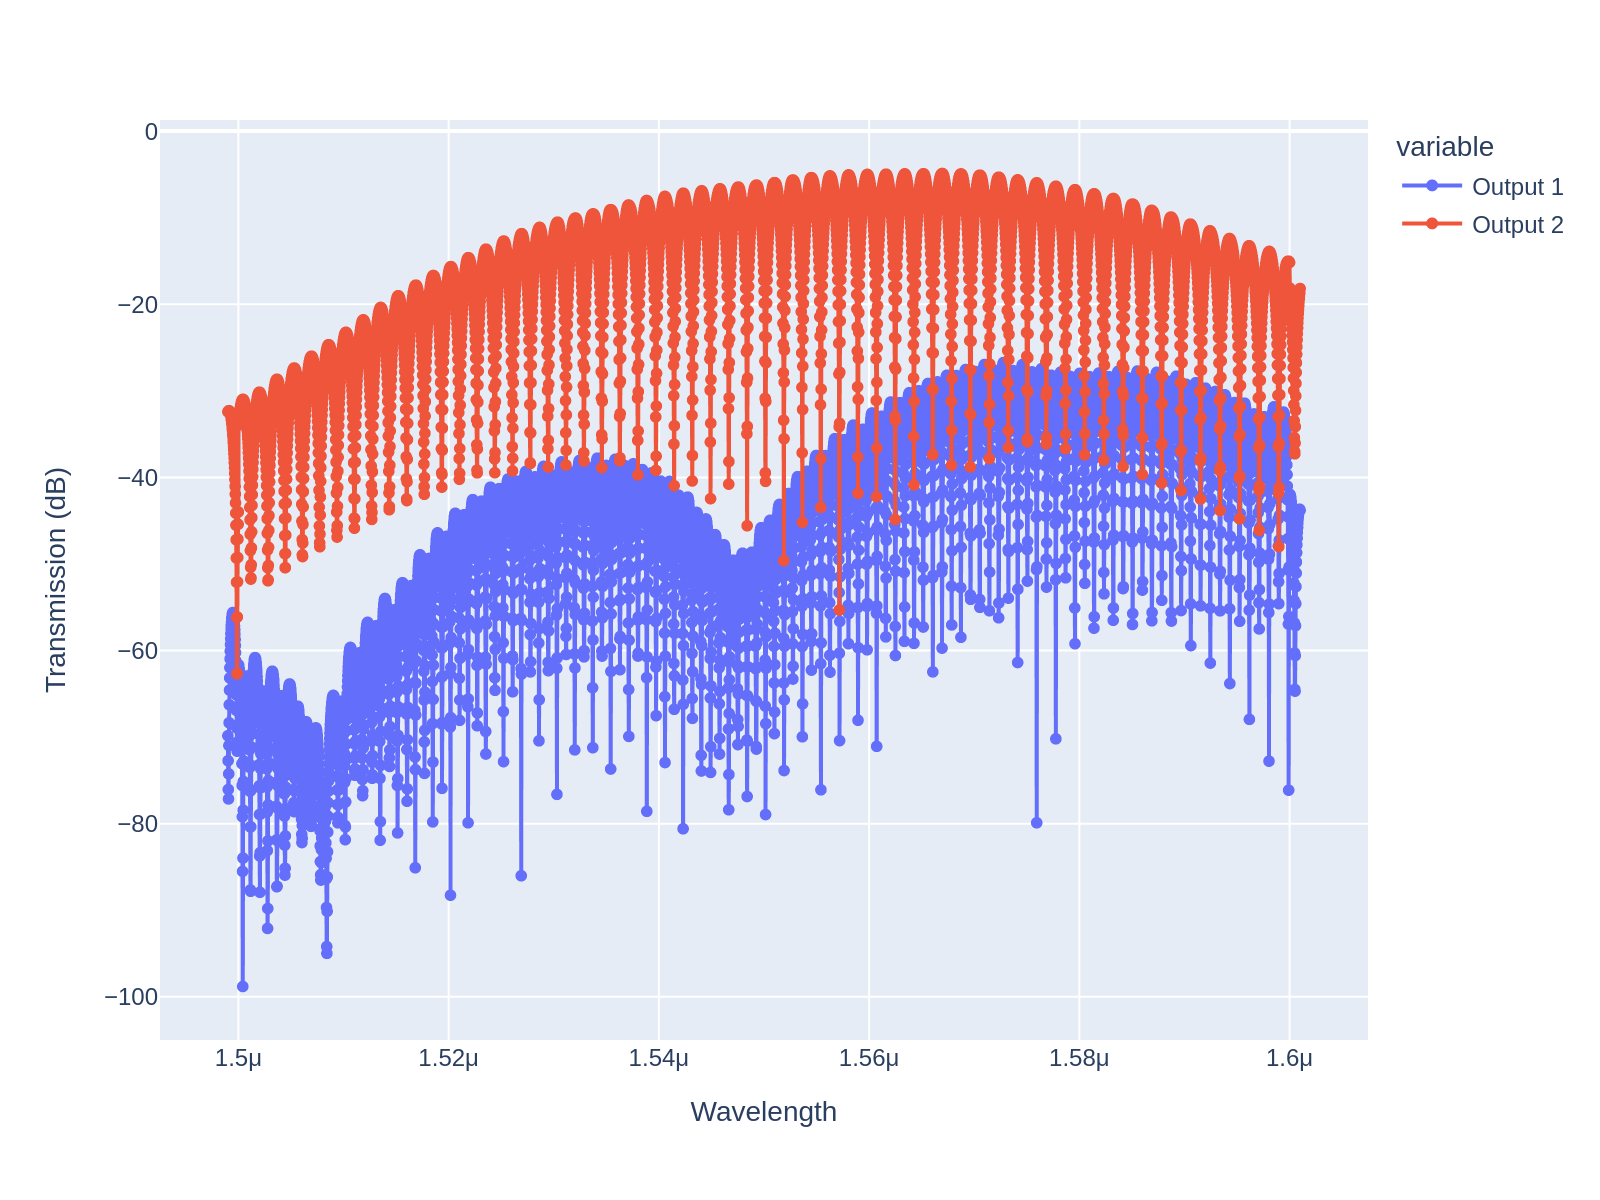 variable
Output 1
Output 2
Transmission (dB)
0
−20
−40
−60
−80
−100
1.5μ
1.52μ
1.54μ
1.56μ
1.58μ
1.6μ
Wavelength